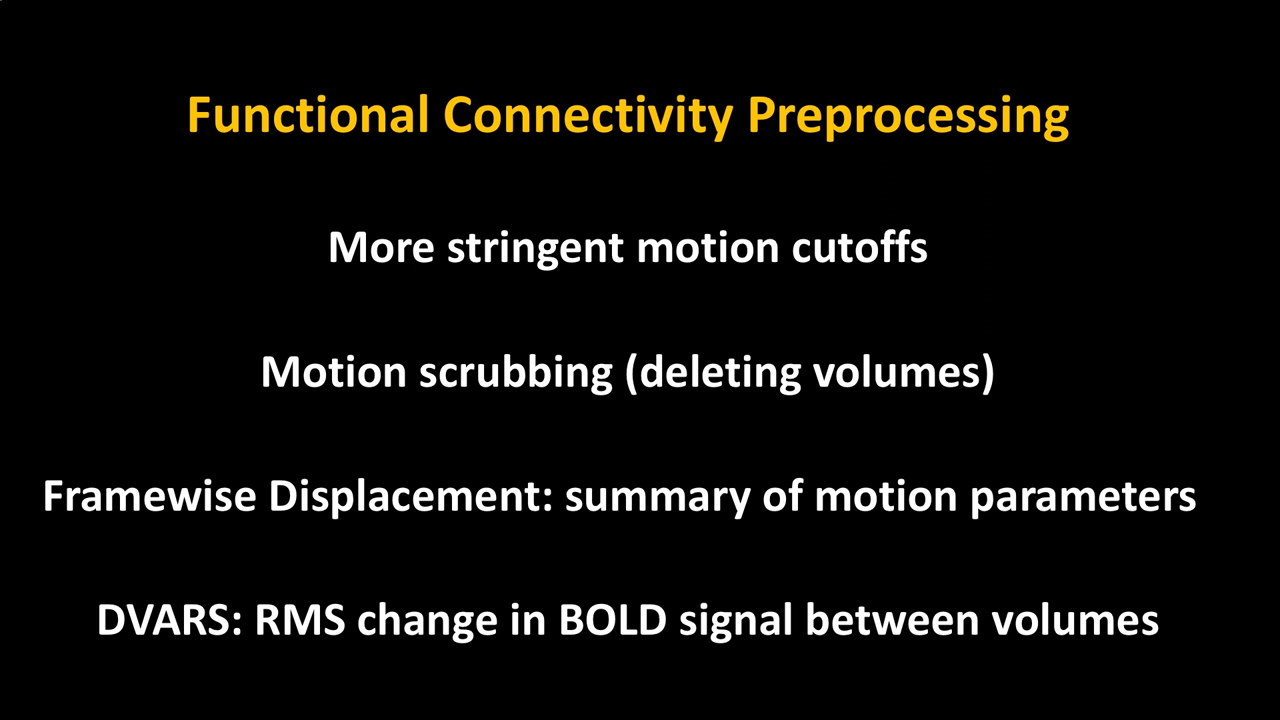 Functional Connectivity Preprocessing
More stringent motion cutoffs
Motion scrubbing (deleting volumes)
Framewise Displacement: summary of motion parameters
DVARS: RMS change in BOLD signal between volumes